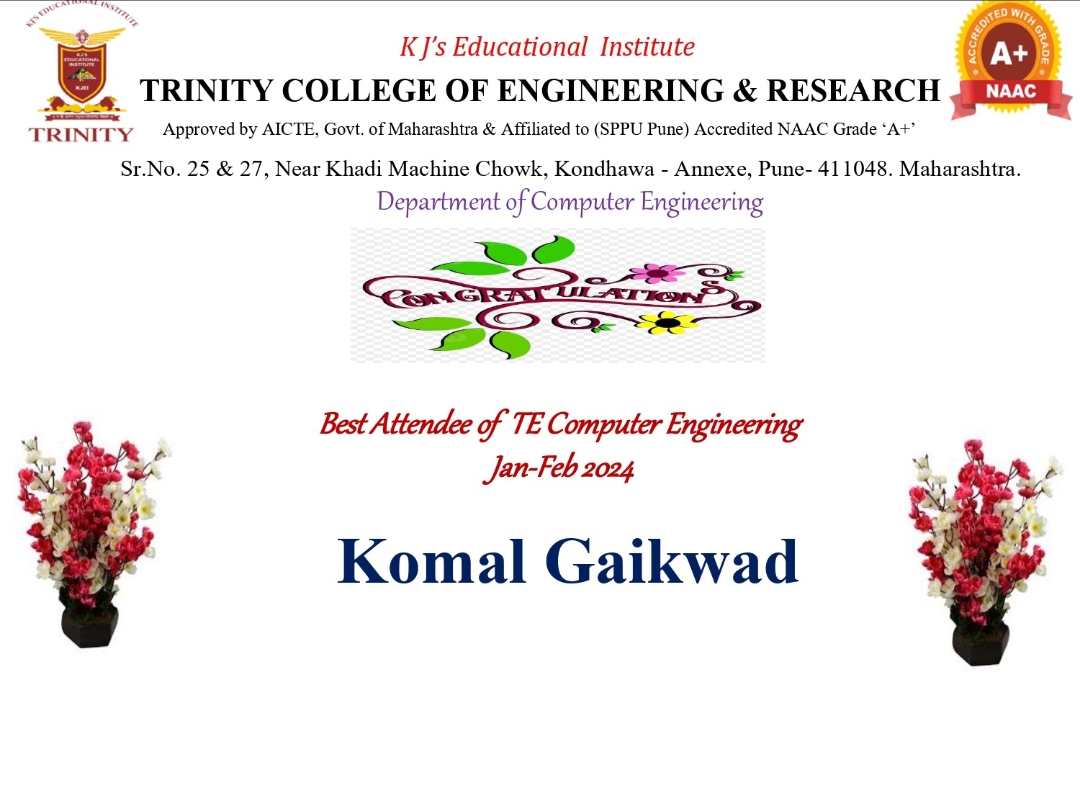 KJ'S EDUCATIONAL INSTITUTE
KJ'S
EDUCATIONAL
INSTITUTE
KJEI
TRINITY
K J's Educational Institute
TRINITY COLLEGE OF ENGINEERING & RESEARCH
Approved by AICTE, Govt. of Maharashtra & Affiliated to (SPPU Pune) Accredited NAAC Grade ‘A+’
Sr.No. 25 & 27, Near Khadi Machine Chowk, Kondhawa - Annexe, Pune- 411048. Maharashtra.
ACCREDITED WITH GRADE
A+
NAAC
Department of Computer Engineering
CONGRATULATIONS
Best Attendee of TE Computer Engineering
Jan-Feb 2024
Komal Gaikwad